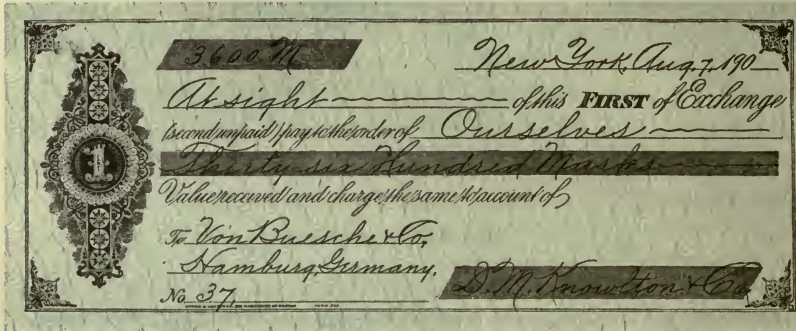 3600 M
New York, Aug. 7, 190
At sight of this FIRST of Exchange
(second unpaid) pay to the order of Ourselves
Thirty six Hundred Marks
Value received and charge the same to account of
To Von Buesche & Co,
Hamburg, Germany.
No 37.
D. M. Knowlton & Co.
1